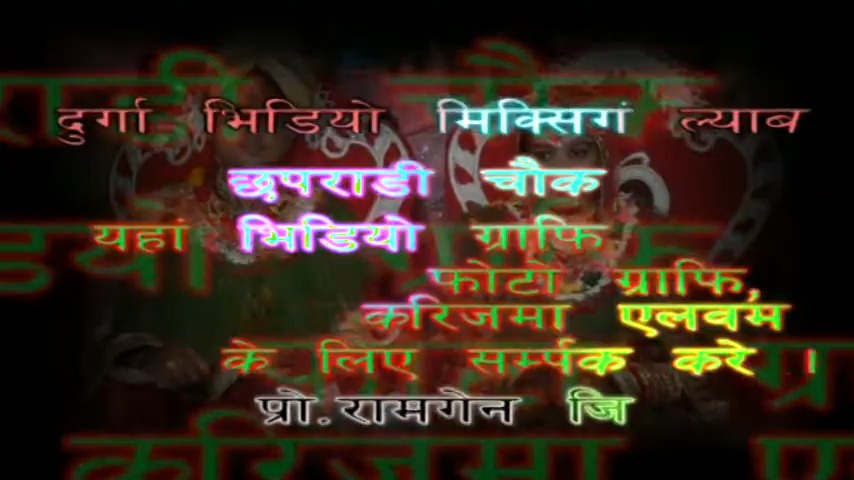 दुर्गा भिडियो मिक्सिगं ल्याब
छपराडी चौक
यहां भिडियो ग्राफि
फोटो ग्राफि,
करिजमा एलवम
के लिए सर्म्पक करे ।
प्रो.रामगेन जि